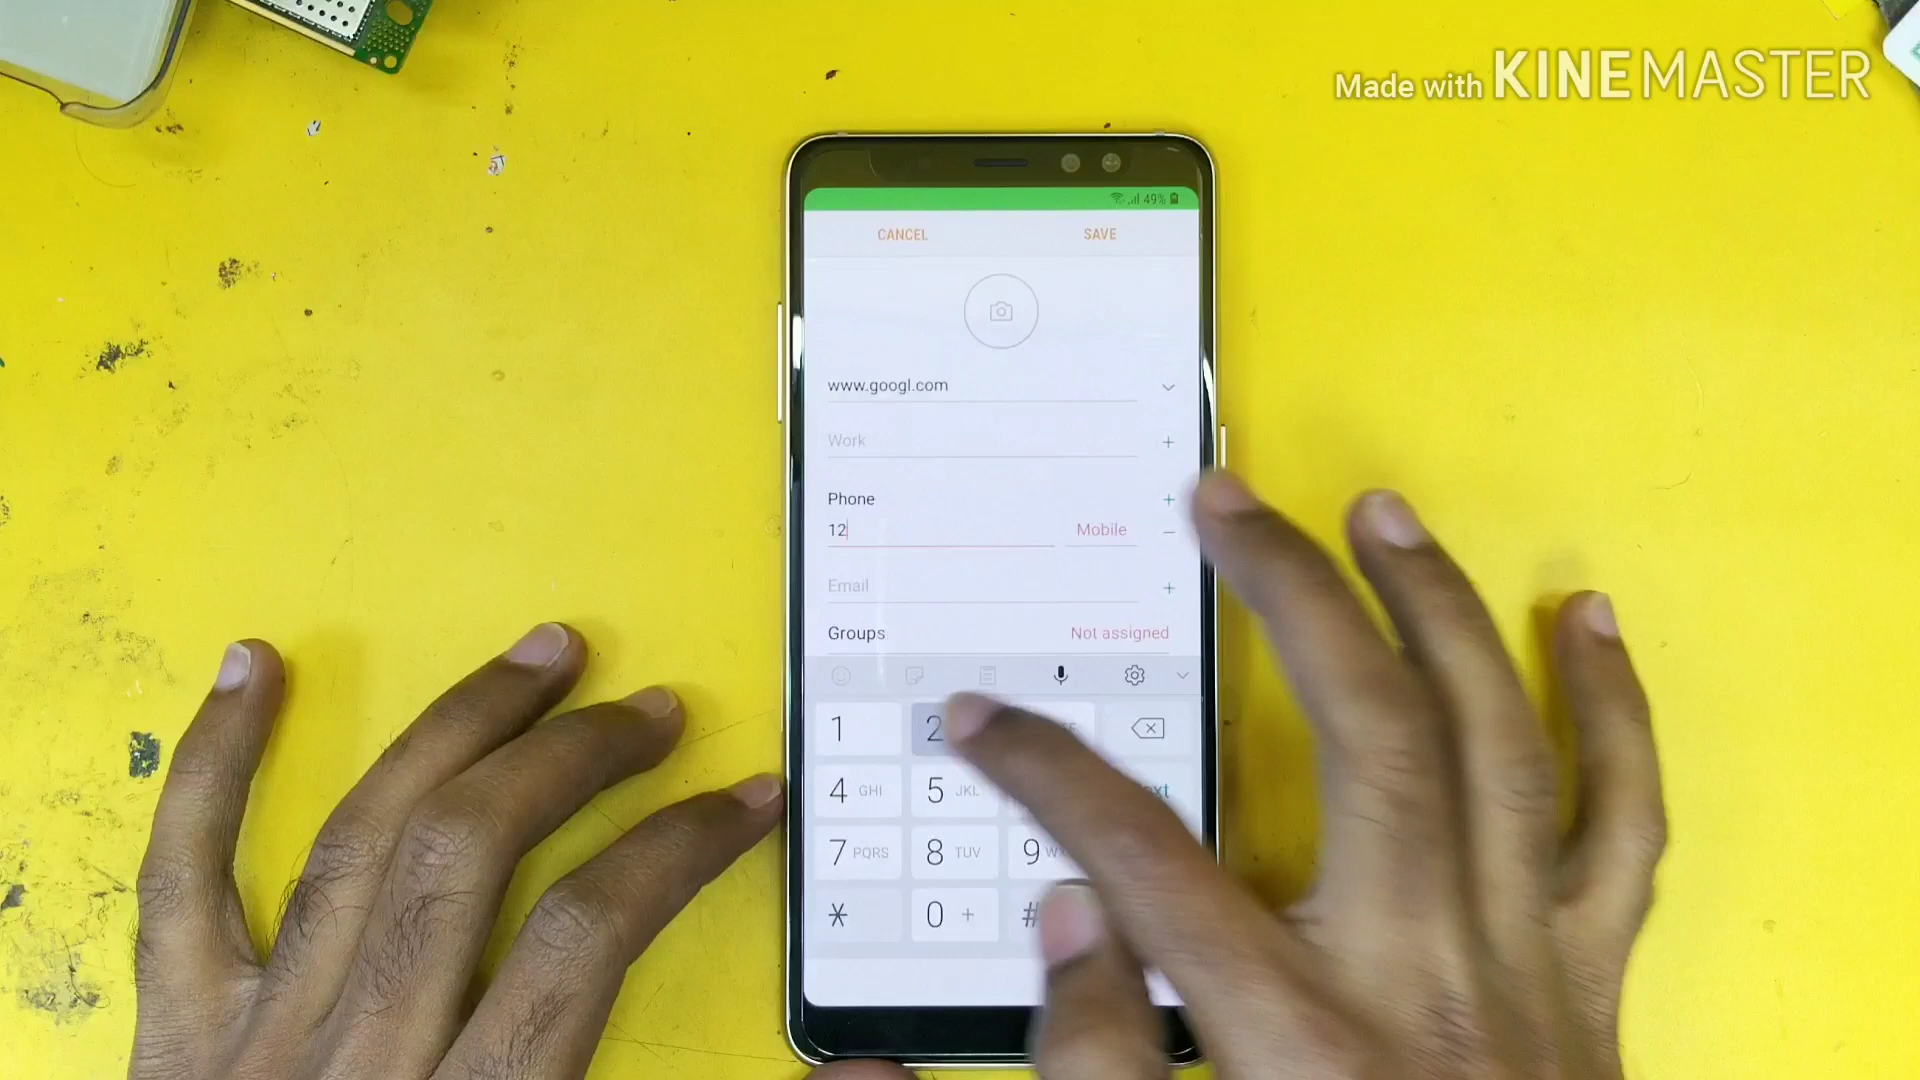 Made with KINEMASTER
49%
CANCEL SAVE
www.googl.com
Work
Phone
12 Mobile
Email
Groups Not assigned
1 2
4 GHI 5 JKL
7 PQRS 8 TUV 9
* 0 + #